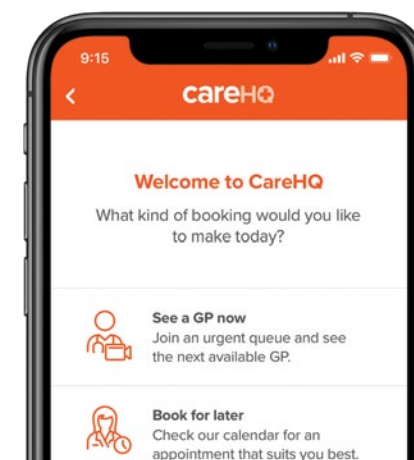 9:15
careHQ
Welcome to CareHQ
What kind of booking would you like
to make today?
See a GP now
Join an urgent queue and see
the next available GP.
Book for later
Check our calendar for an
appointment that suits you best.